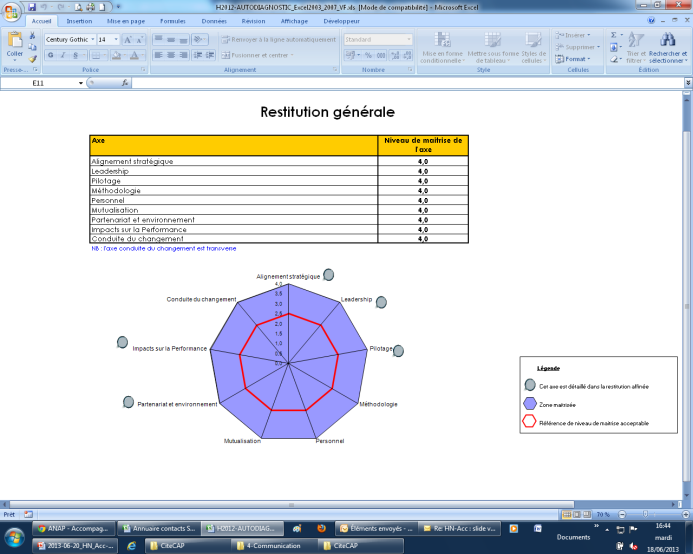 H2012-AUTODIAGNOSTIC_Excel2003_2007_VF.xls [Mode de compatibilité] - Microsoft Excel
Accueil Insertion Mise en page Formules Données Revision Affichage Développeur
Coller
Century Gothic 14
Renvoyer à la ligne automatiquement
Fusionner et centrer
Standard
Mise en forme conditionnelle
Mettre sous forme de tableau
Styles de cellules
Insérer
Supprimer
Format
Trier et filtrer
Rechercher et sélectionner
Presse-... Police Alignement Nombre Style Cellules Édition
E11
fx
Restitution générale
Axe Niveau de maitrise de l'axe
Alignement stratégique 4,0
Leadership 4,0
Pilotage 4,0
Méthodologie 4,0
Personnel 4,0
Mutualisation 4,0
Partenariat et environnement 4,0
Impacts sur la Performance 4,0
Conduite du changement 4,0
NB : l'axe conduite du changement est transverse
Alignement stratégique
4,0
3,5
3,0
2,5
2,0
1,5
1,0
0,5
0,0
Conduite du changement
Leadership
Impacts sur la Performance
Pilotage
Partenariat et environnement
Méthodologie
Mutualisation
Personnel
Légende
Cet axe est détaillé dans la restitution affinée
Zone maitrisée
Référence de niveau de maitrise acceptable
Prêt
70 %
ANAP - Accompag...
Annuaire contacts S...
H2012-AUTODIAG...
Éléments envoyés - ...
Re: HN-Acc : slide v...
2013-06-20_HN_Acc-...
CiteCAP
4-Communication
CiteCAP
Documents
16:44
mardi
18/06/2013